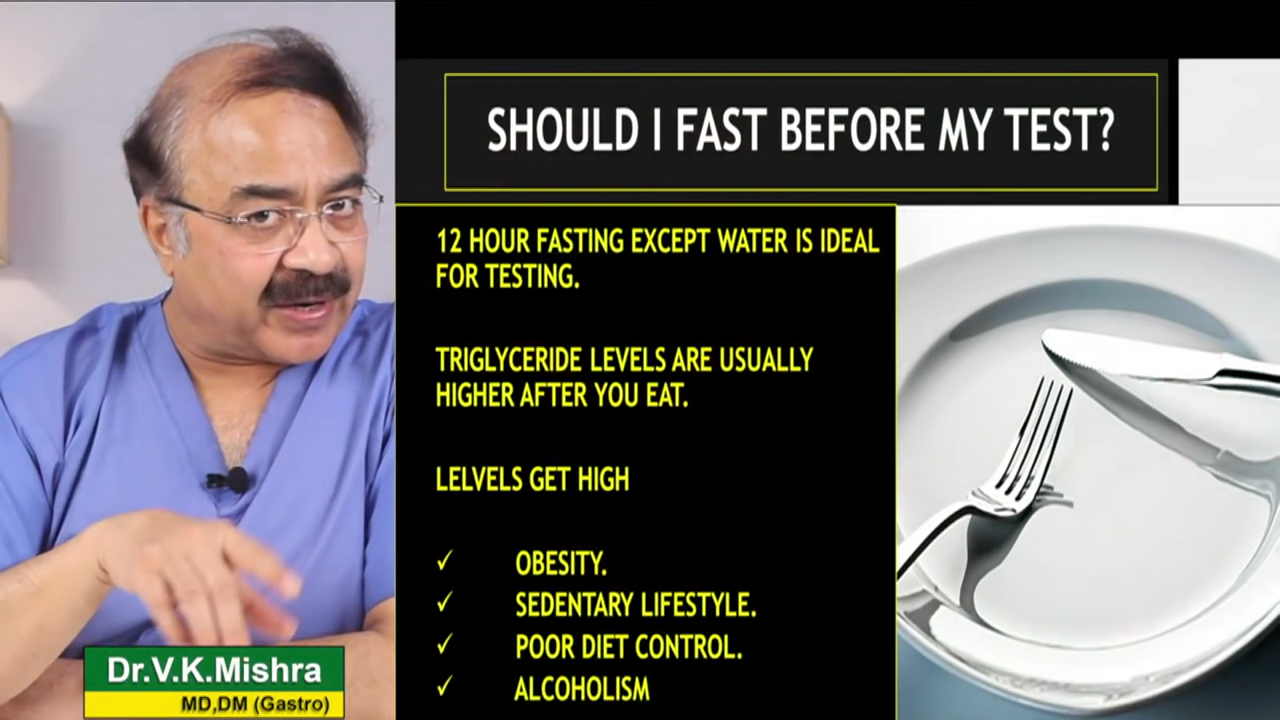 SHOULD I FAST BEFORE MY TEST?
12 HOUR FASTING EXCEPT WATER IS IDEAL
FOR TESTING.
TRIGLYCERIDE LEVELS ARE USUALLY
HIGHER AFTER YOU EAT.
LELVELS GET HIGH
✓ OBESITY.
✓ SEDENTARY LIFESTYLE.
✓ POOR DIET CONTROL.
✓ ALCOHOLISM
Dr.V.K.Mishra
MD,DM (Gastro)